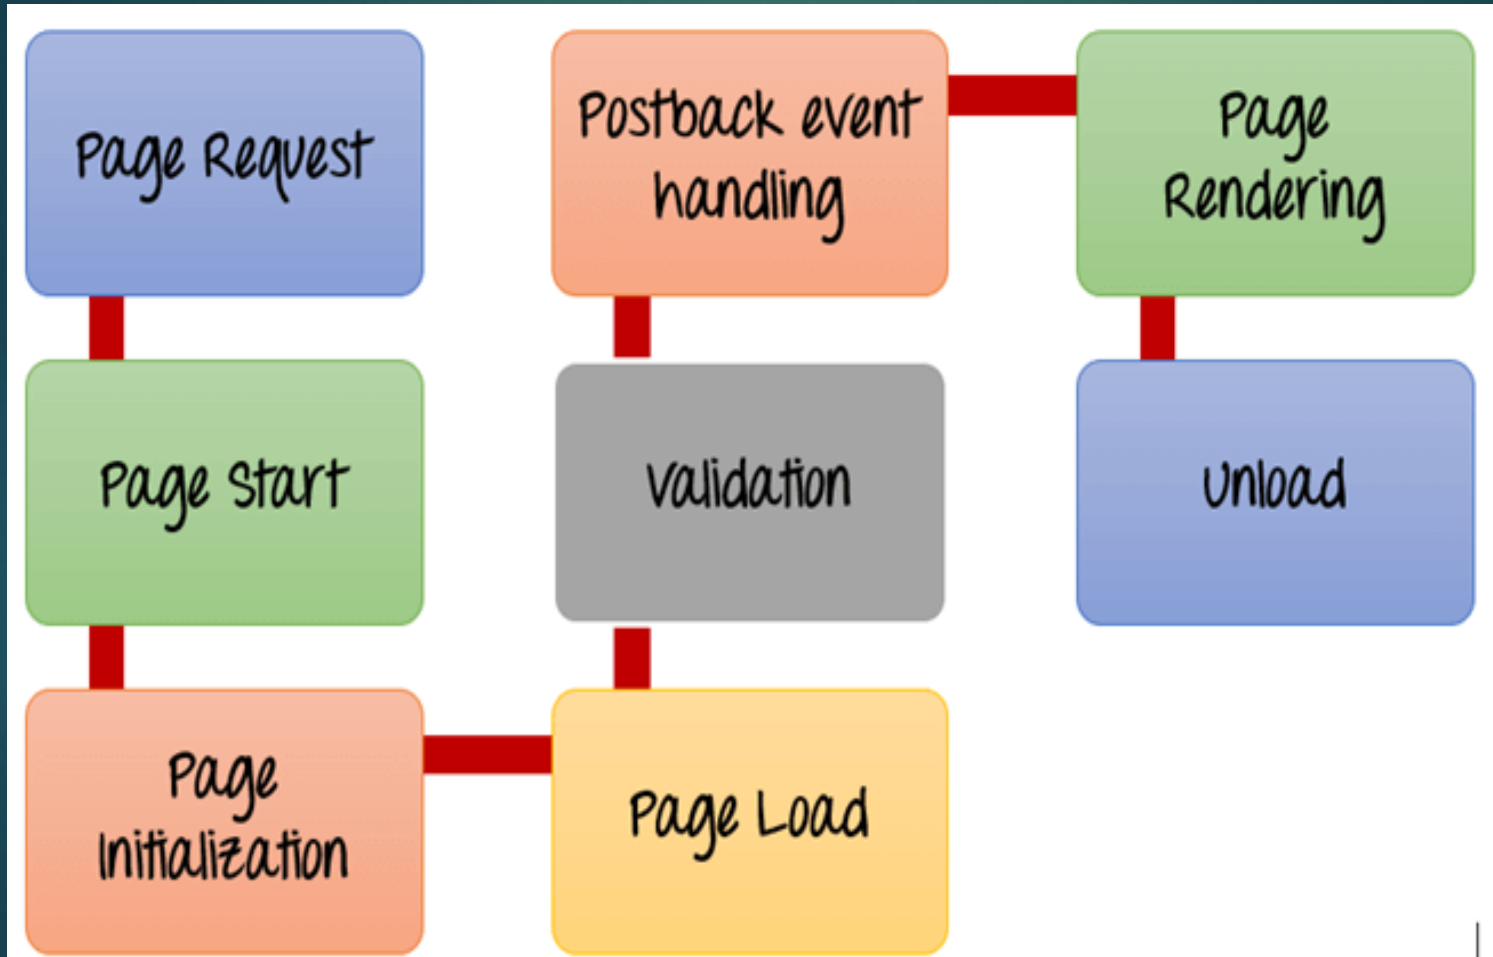 Page Request
Page Start
Page
Initialization
Page Load
Validation
Postback event
handling
Page
Rendering
Unload